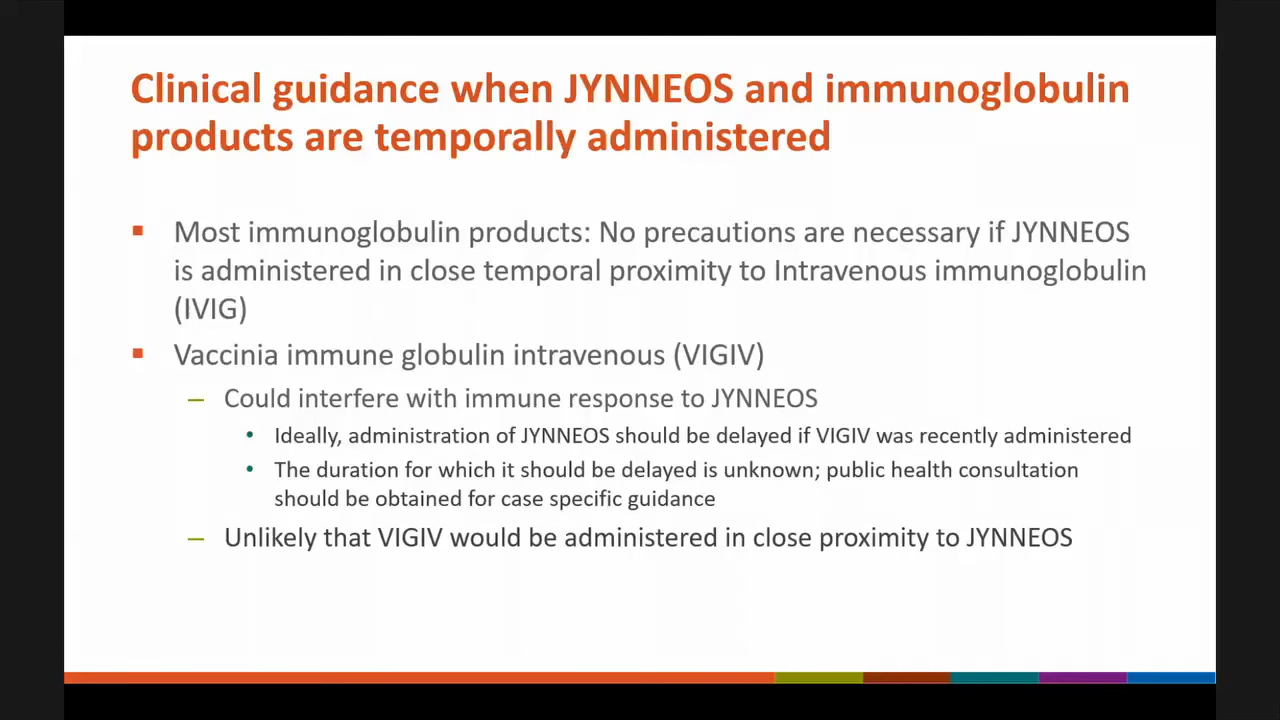 Clinical guidance when JYNNEOS and immunoglobulin
products are temporally administered
▪ Most immunoglobulin products: No precautions are necessary if JYNNEOS
is administered in close temporal proximity to Intravenous immunoglobulin
(IVIG)
▪ Vaccinia immune globulin intravenous (VIGIV)
– Could interfere with immune response to JYNNEOS
• Ideally, administration of JYNNEOS should be delayed if VIGIV was recently administered
• The duration for which it should be delayed is unknown; public health consultation
should be obtained for case specific guidance
– Unlikely that VIGIV would be administered in close proximity to JYNNEOS